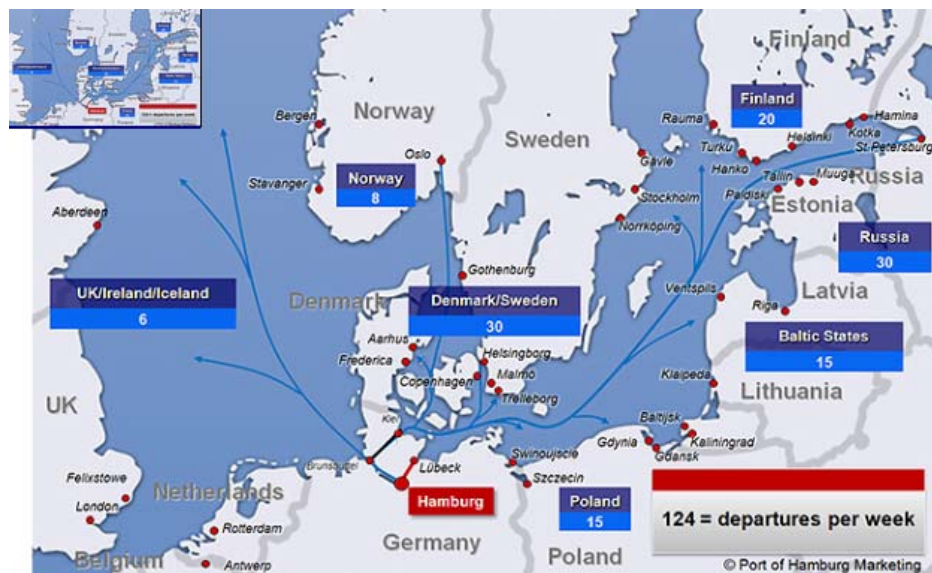 Finland
Norway
Sweden
Finland
20
Bergen
Oslo
Rauma
Hamina
Kotka
Helsinki
Turku
Hanko
St Petersburg
Gävle
Norway
8
Stavanger
Stockholm
Tallin
Muuga
Paldiski
Russia
Estonia
Aberdeen
Norrköping
Russia
30
Gothenburg
UK/Ireland/Iceland
6
Denmark
Denmark/Sweden
30
Ventspils
Latvia
Riga
Aarhus
Frederica
Helsingborg
Copenhagen
Malmo
Trelleborg
Baltic States
15
Klaipeda
Lithuania
UK
Kiel
Baltijsk
Kaliningrad
Gdynia
Gdansk
Brunsbüttel
Lübeck
Swinoujscie
Szczecin
Felixstowe
London
Netherlands
Hamburg
Poland
15
124 = departures per week
Rotterdam
Germany
Poland
Belgium
Antwerp
© Port of Hamburg Marketing